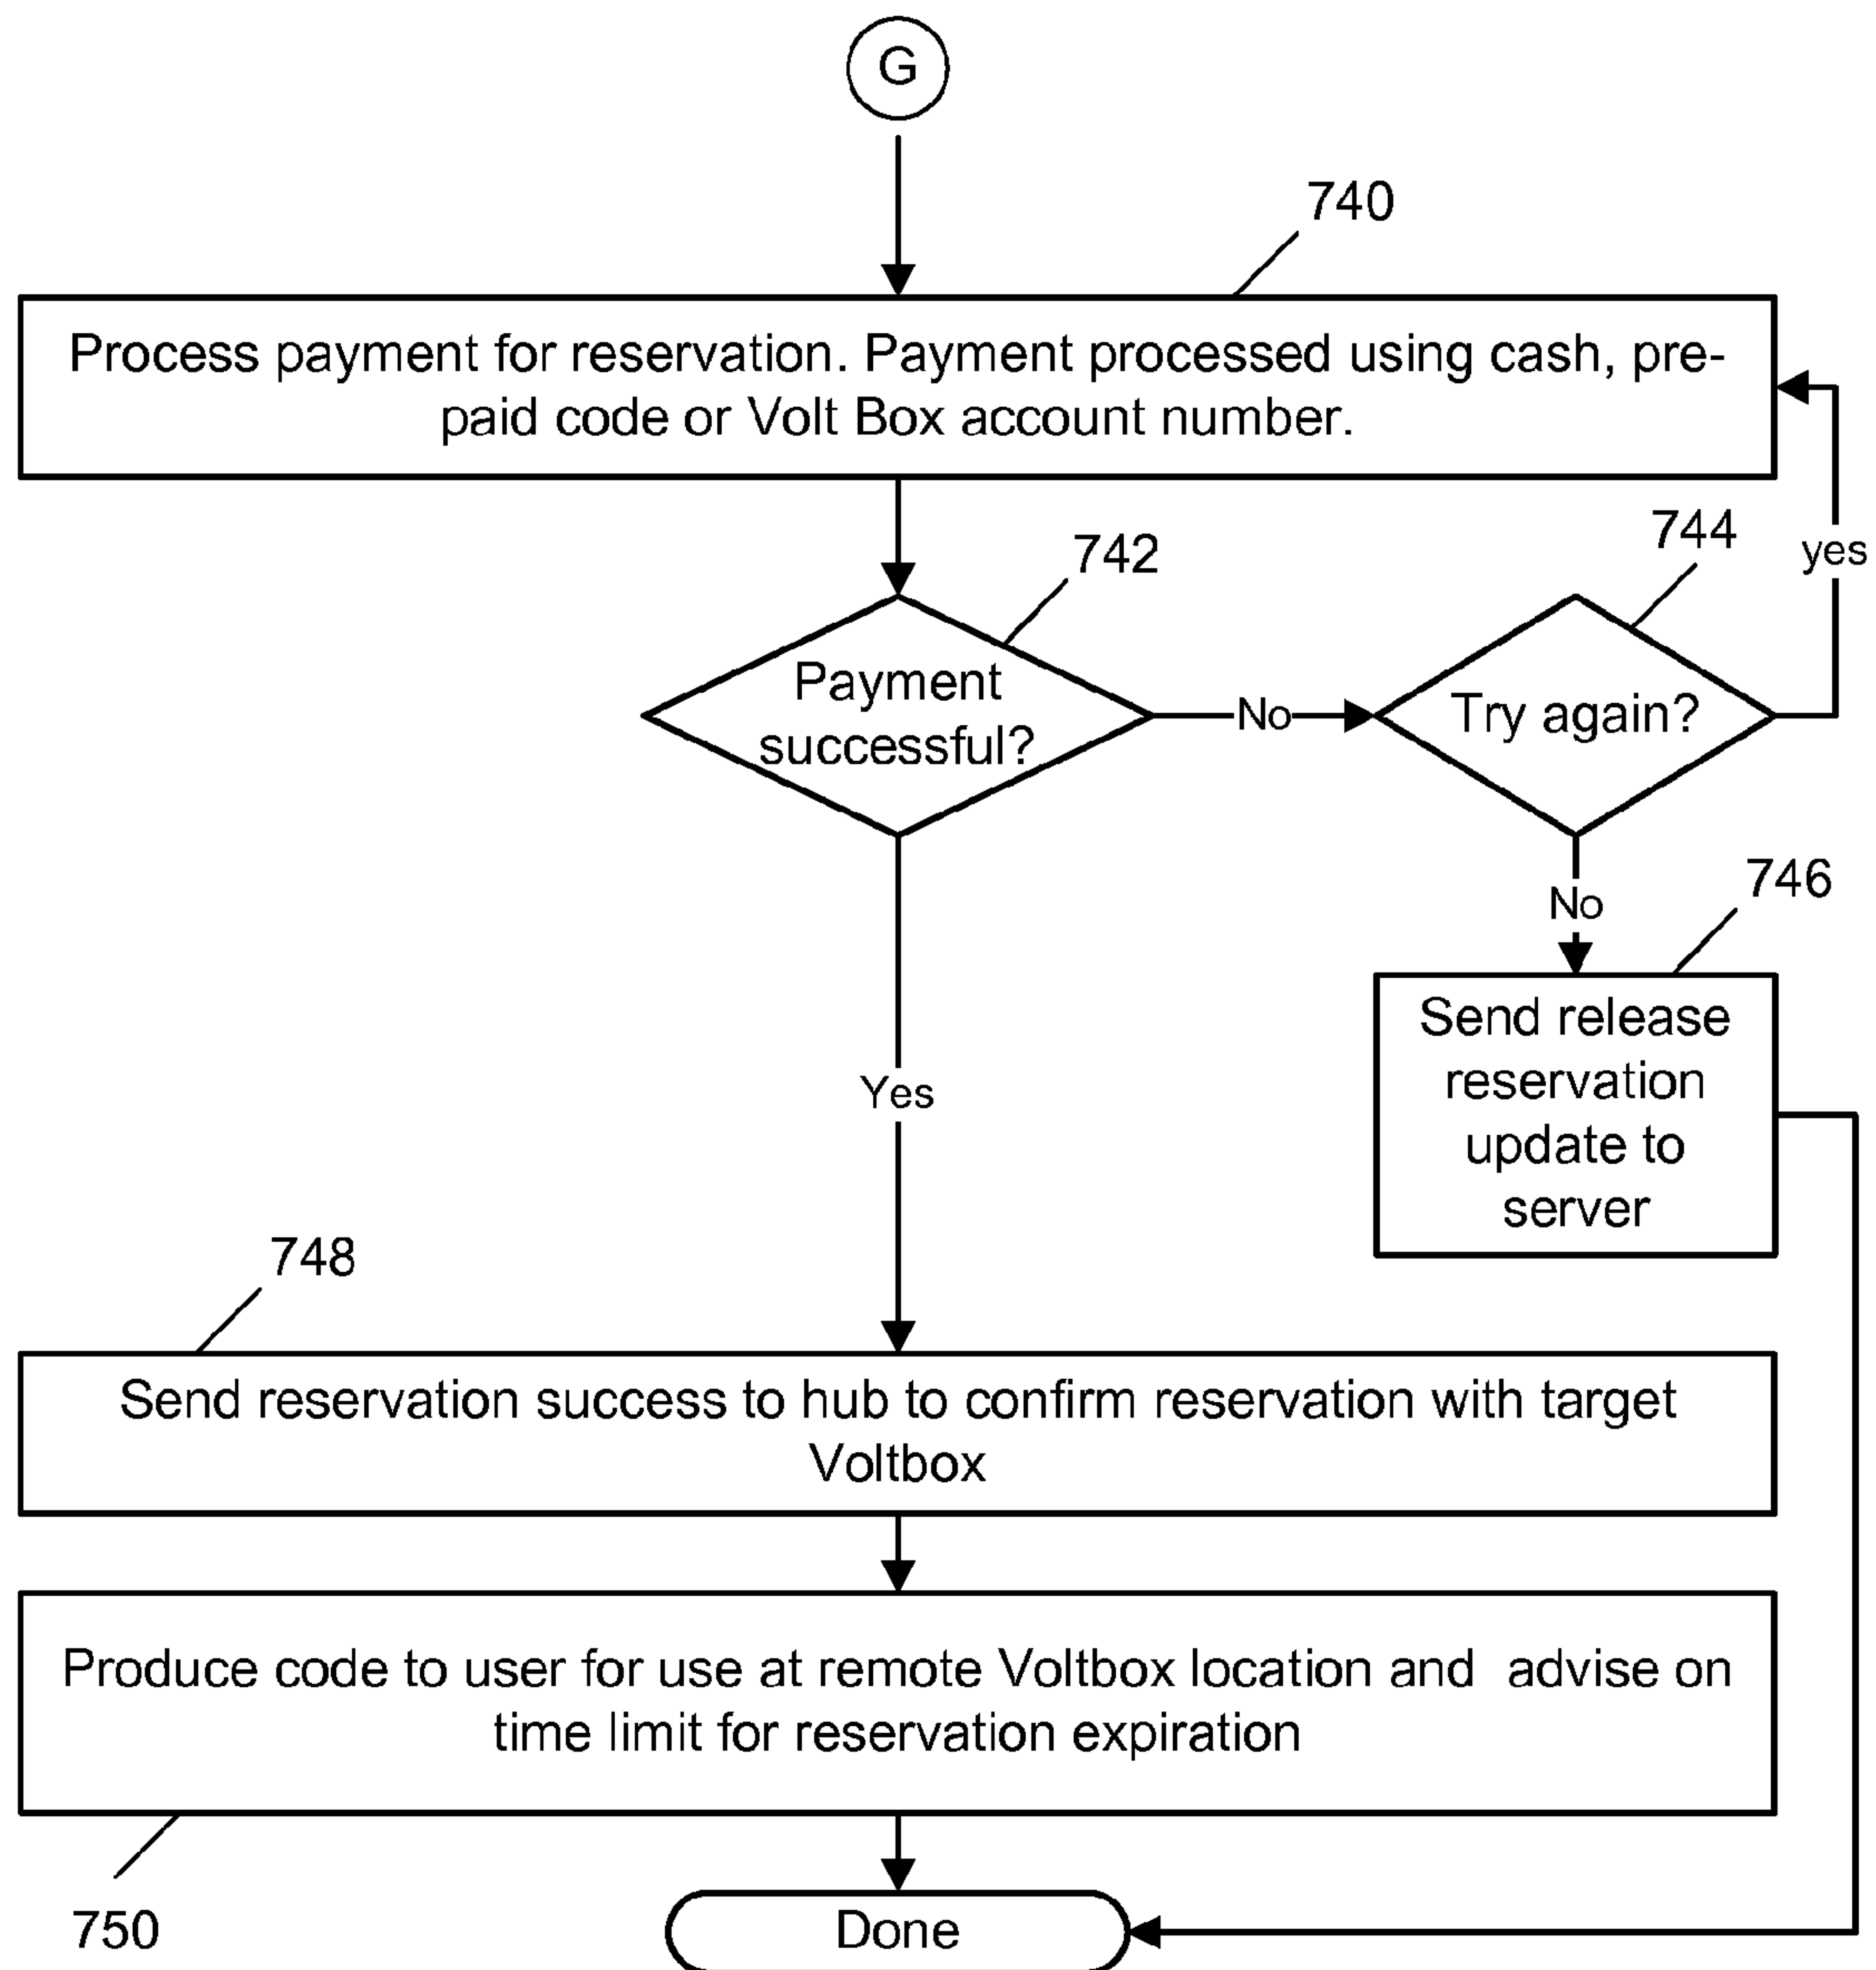 G
740
Process payment for reservation. Payment processed using cash, pre-
paid code or Volt Box account number.
742
744
yes
Payment
successful?
No
Try again?
No
746
Send release
reservation
update to
server
Yes
748
Send reservation success to hub to confirm reservation with target
Voltbox
Produce code to user for use at remote Voltbox location and  advise on
time limit for reservation expiration
750
Done